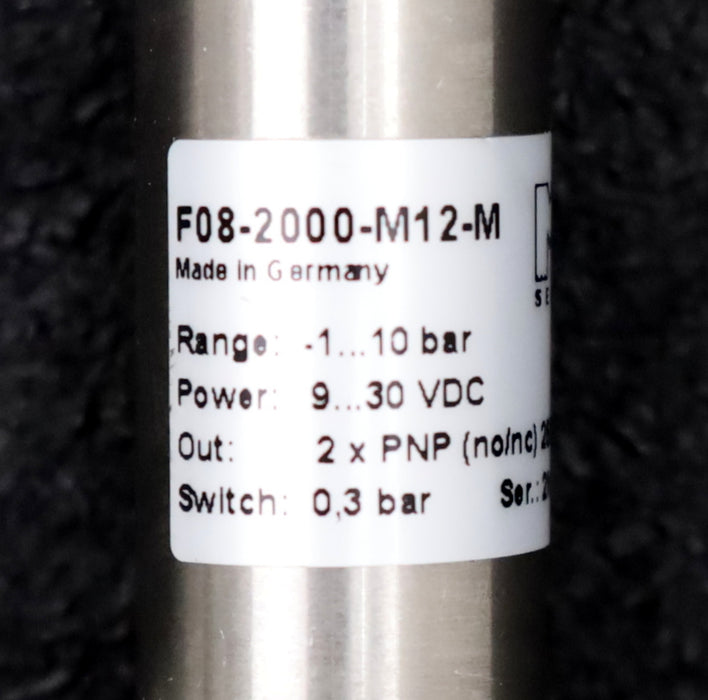 F08-2000-M12-M
Made in Germany
Range: -1...10 bar
Power: 9...30 VDC
Out: 2 x PNP (no/nc)
Switch: 0,3 bar Ser.: